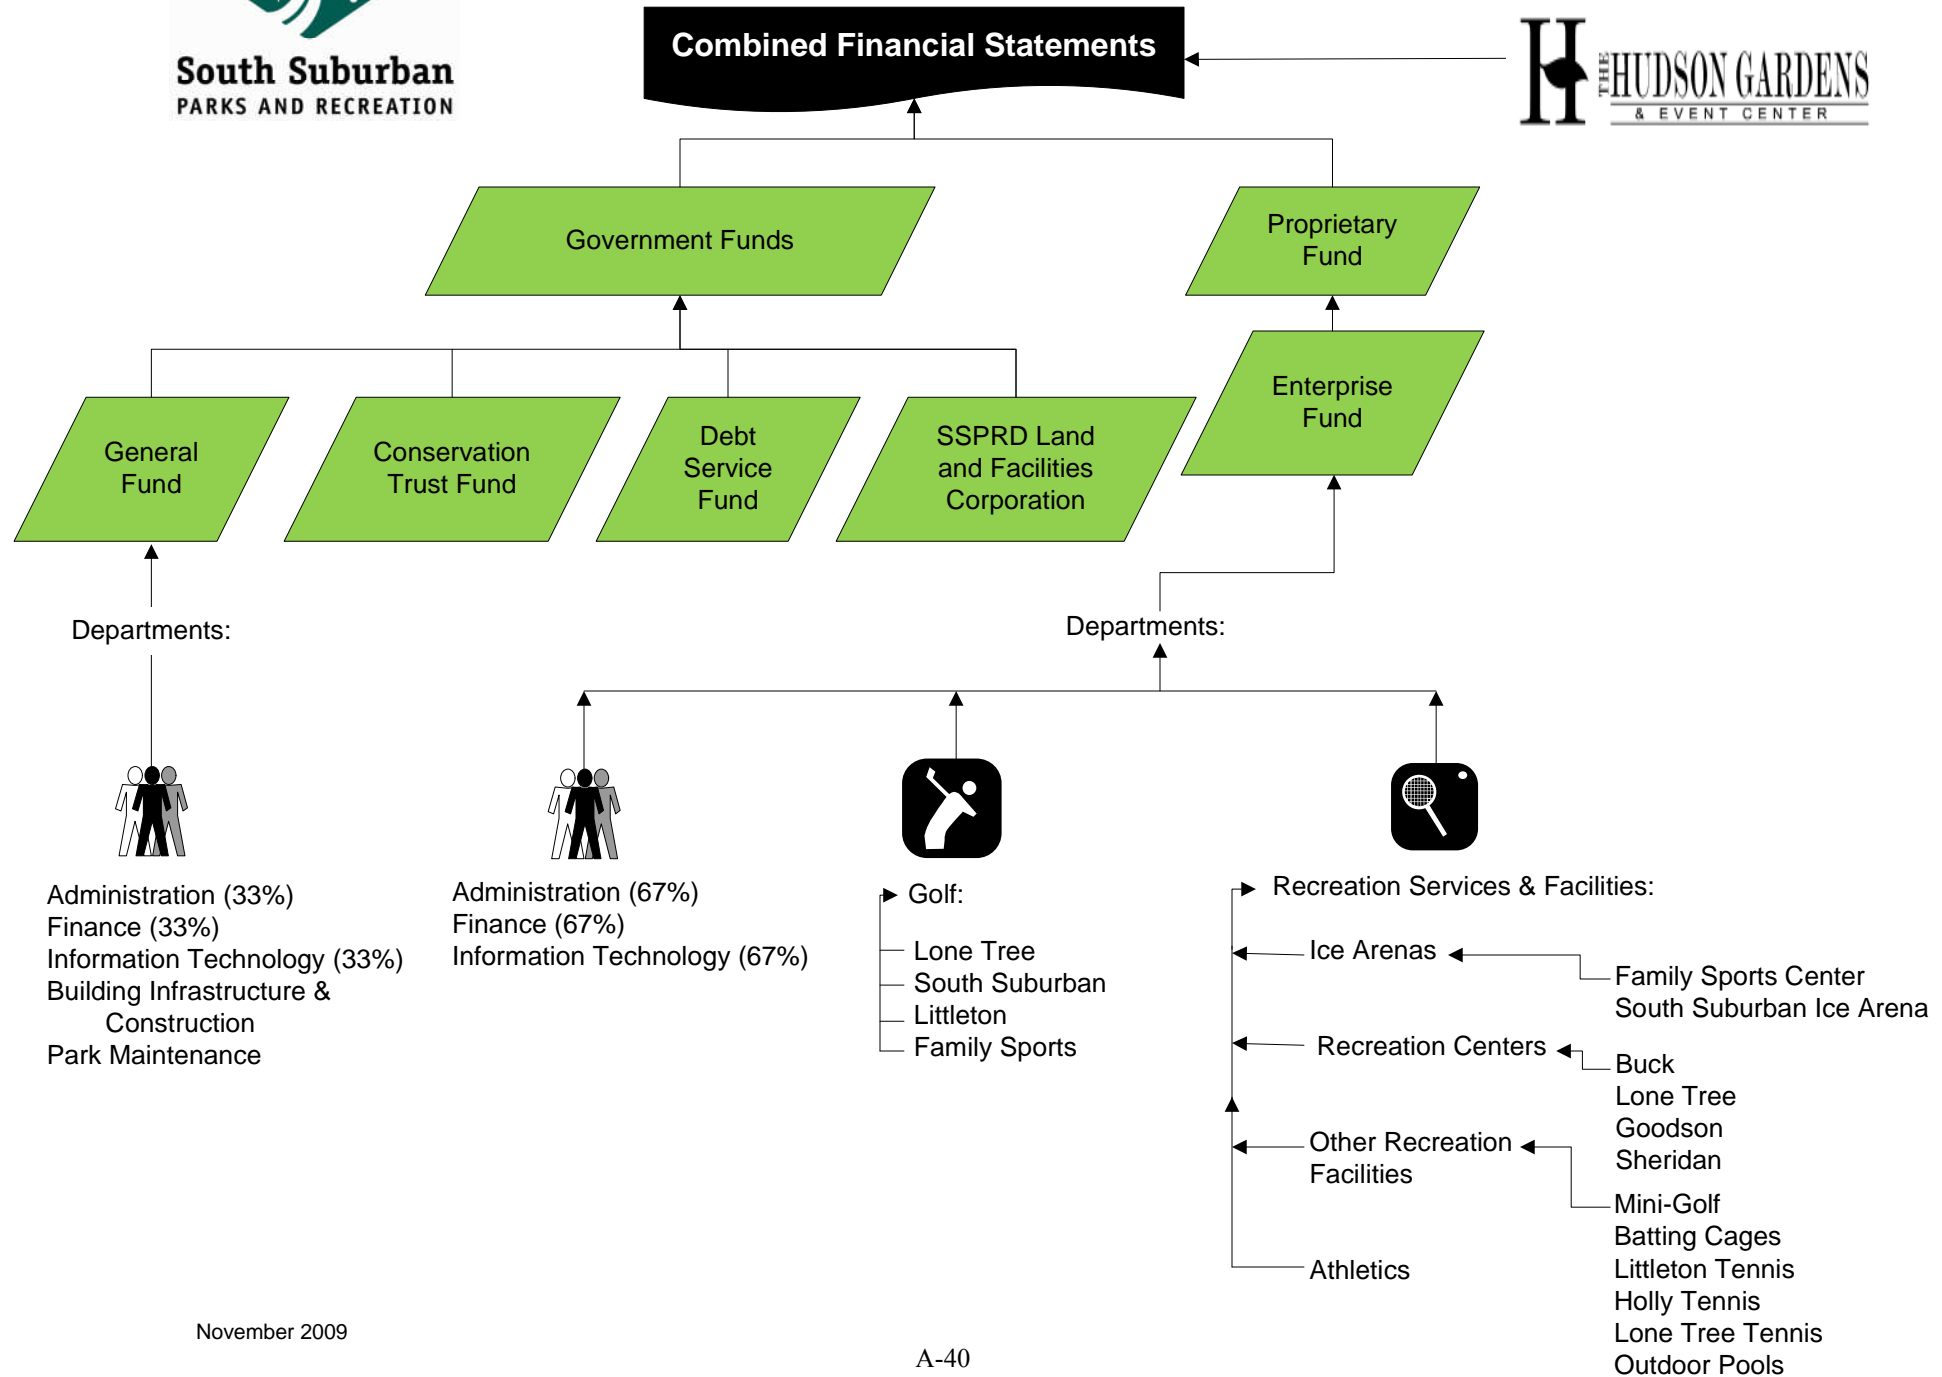 South Suburban
PARKS AND RECREATION
Combined Financial Statements
THE HUDSON GARDENS
& EVENT CENTER
Government Funds
Proprietary
Fund
General
Fund
Conservation
Trust Fund
Debt
Service
Fund
SSPRD Land
and Facilities
Corporation
Enterprise
Fund
Departments:
Departments:
Administration (33%)
Finance (33%)
Information Technology (33%)
Building Infrastructure &
Construction
Park Maintenance
Administration (67%)
Finance (67%)
Information Technology (67%)
Golf:
Lone Tree
South Suburban
Littleton
Family Sports
Recreation Services & Facilities:
Ice Arenas
Family Sports Center
South Suburban Ice Arena
Recreation Centers
Buck
Lone Tree
Goodson
Sheridan
Other Recreation
Facilities
Mini-Golf
Batting Cages
Littleton Tennis
Holly Tennis
Lone Tree Tennis
Outdoor Pools
Athletics
November 2009
A-40